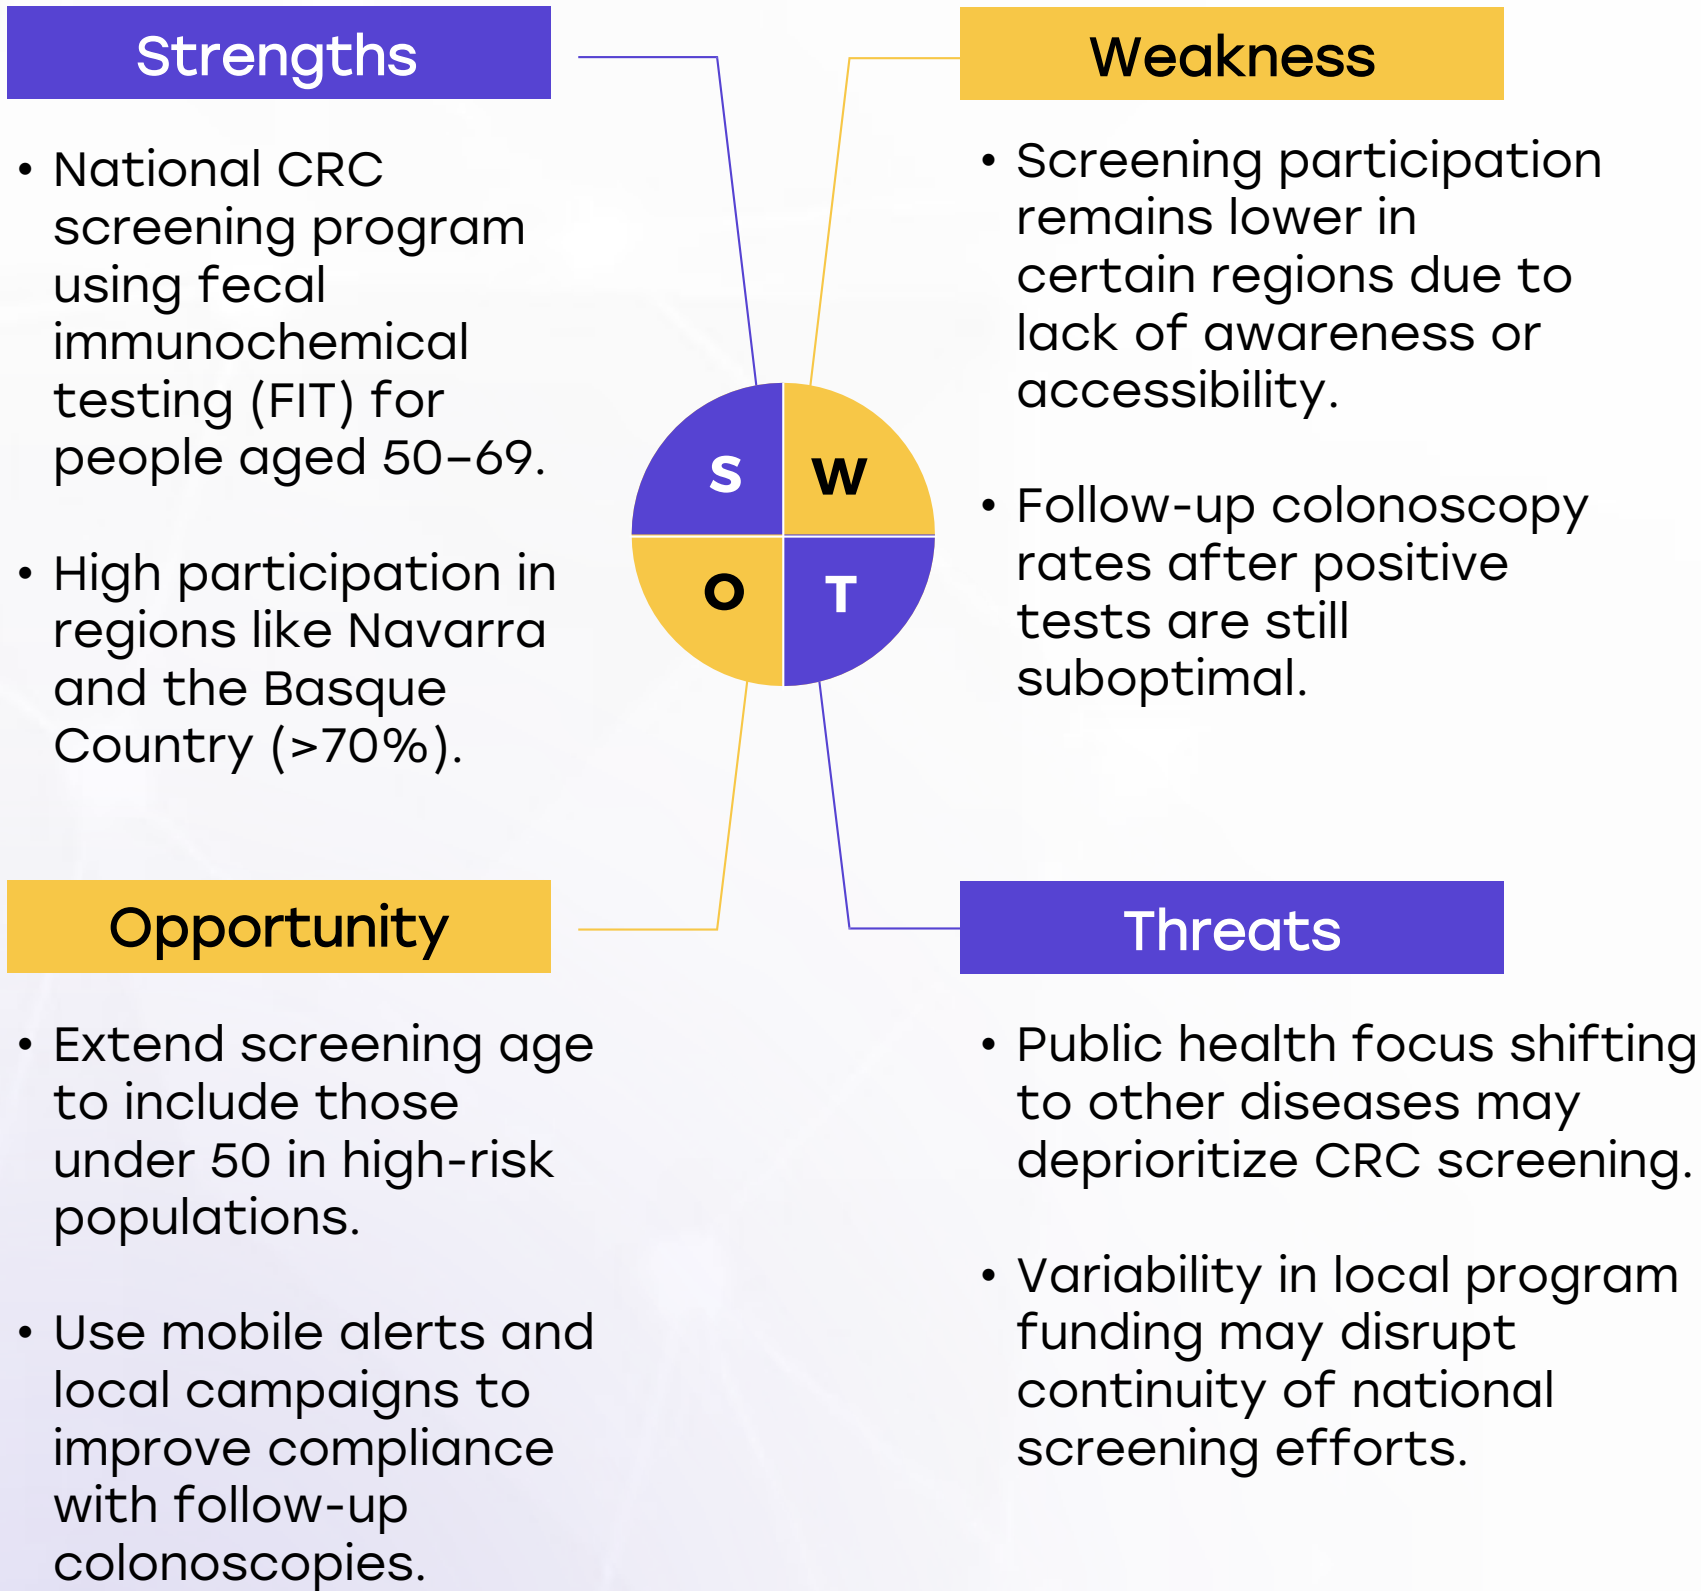 Strengths
• National CRC
screening program
using fecal
immunochemical
testing (FIT) for
people aged 50–69.
• High participation in
regions like Navarra
and the Basque
Country (>70%).
Weakness
• Screening participation
remains lower in
certain regions due to
lack of awareness or
accessibility.
• Follow-up colonoscopy
rates after positive
tests are still
suboptimal.
S
W
O
T
Opportunity
• Extend screening age
to include those
under 50 in high-risk
populations.
• Use mobile alerts and
local campaigns to
improve compliance
with follow-up
colonoscopies.
Threats
• Public health focus shifting
to other diseases may
deprioritize CRC screening.
• Variability in local program
funding may disrupt
continuity of national
screening efforts.